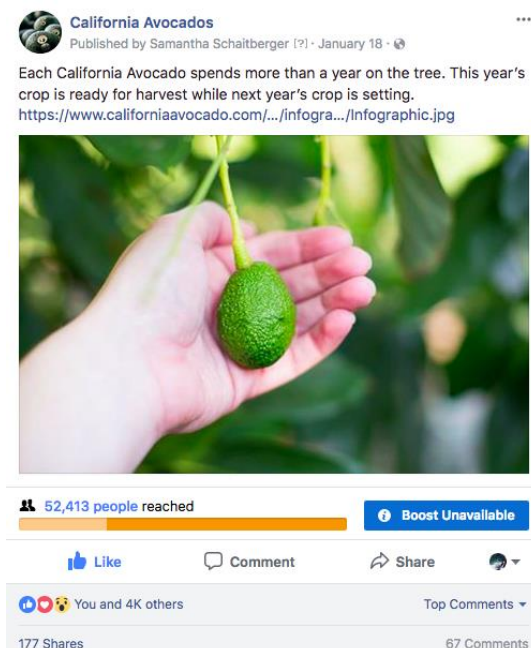 California Avocados
Published by Samantha Schaitberger [?] · January 18 ·
Each California Avocado spends more than a year on the tree. This year's
crop is ready for harvest while next year's crop is setting.
https://www.californiaavocado.com/.../infogra.../Infographic.jpg
52,413 people reached
Boost Unavailable
Like
Comment
Share
You and 4K others
Top Comments
177 Shares
67 Comments